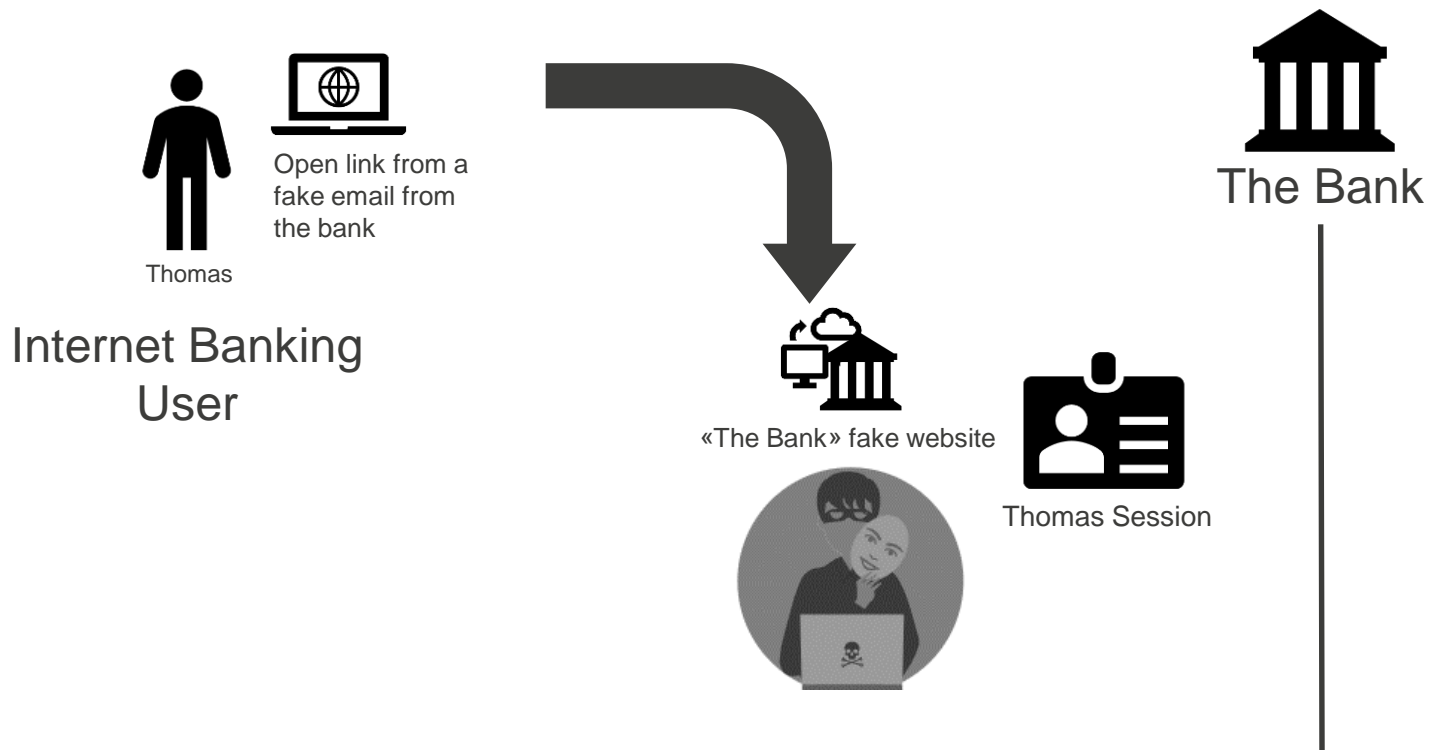 Open link from a
fake email from
the bank
Thomas
Internet Banking
User
The Bank
«The Bank» fake website
Thomas Session